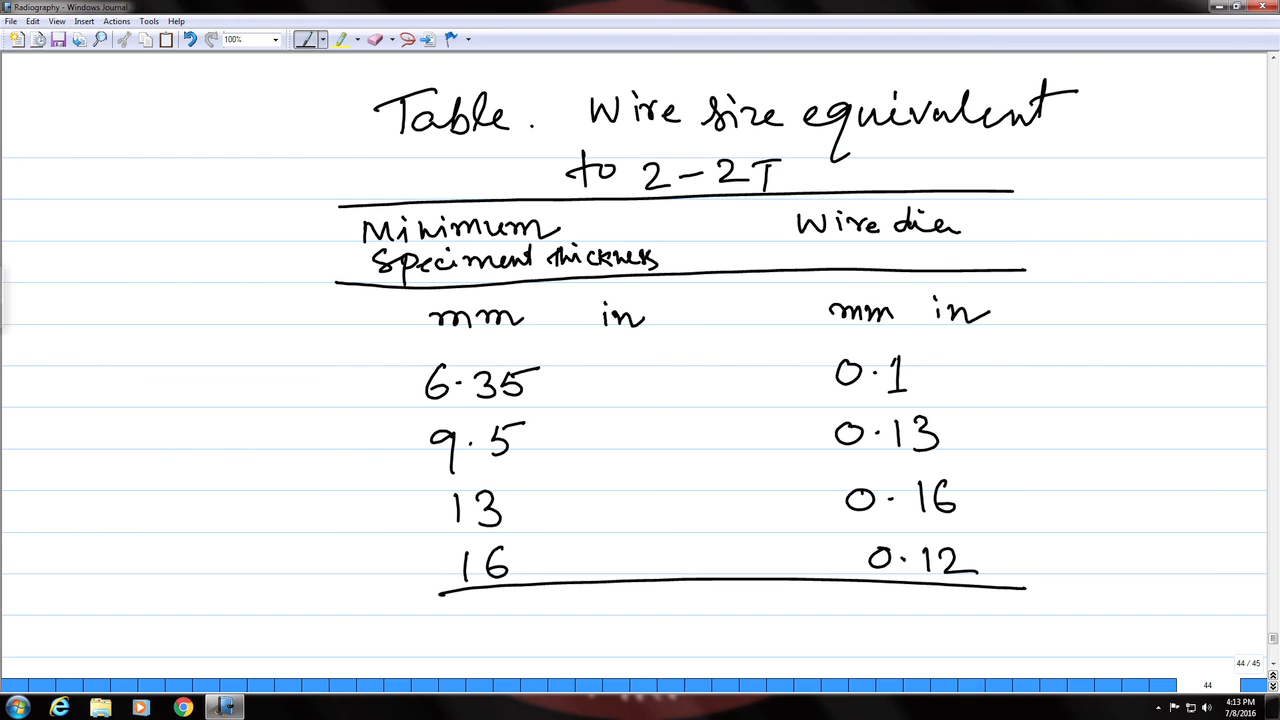 Radiography - Windows Journal
File Edit View Insert Actions Tools Help
100%
Table. Wire size equivalent
to 2-2T
Minimum Wire dia
Speciment thickness
mm in mm in
6.35 0.1
9.5 0.13
13 0.16
16 0.12
44 / 45
44
4:13 PM
7/8/2016